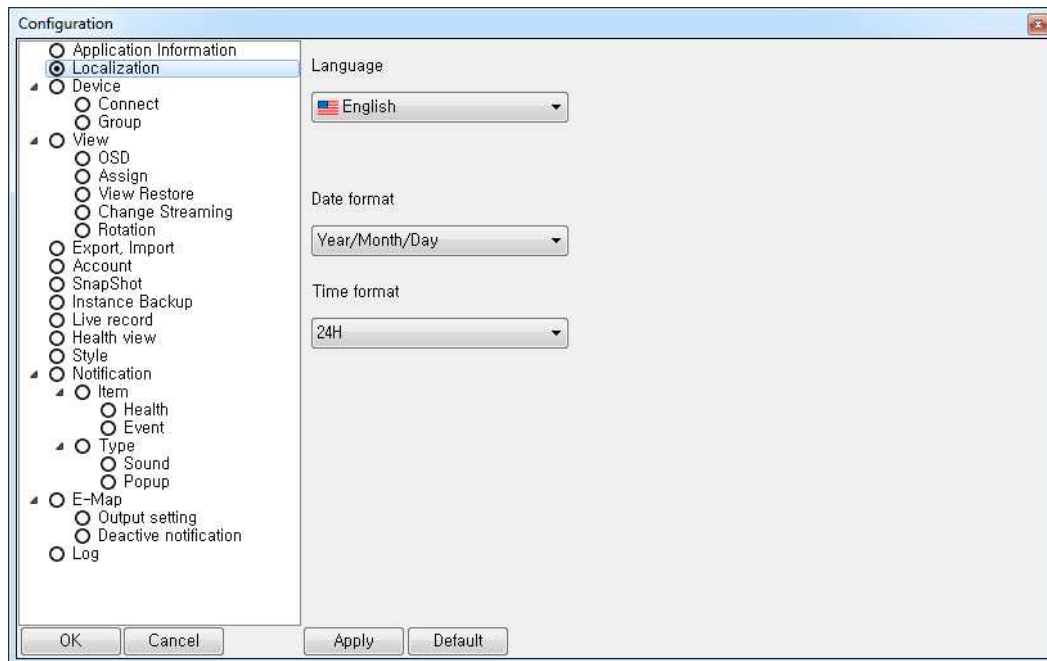 Configuration
Application Information
Localization
Device
Connect
Group
View
OSD
Assign
View Restore
Change Streaming
Rotation
Export, Import
Account
SnapShot
Instance Backup
Live record
Health view
Style
Notification
Item
Health
Event
Type
Sound
Popup
E-Map
Output setting
Deactive notification
Log
Language
English
Date format
Year/Month/Day
Time format
24H
OK
Cancel
Apply
Default